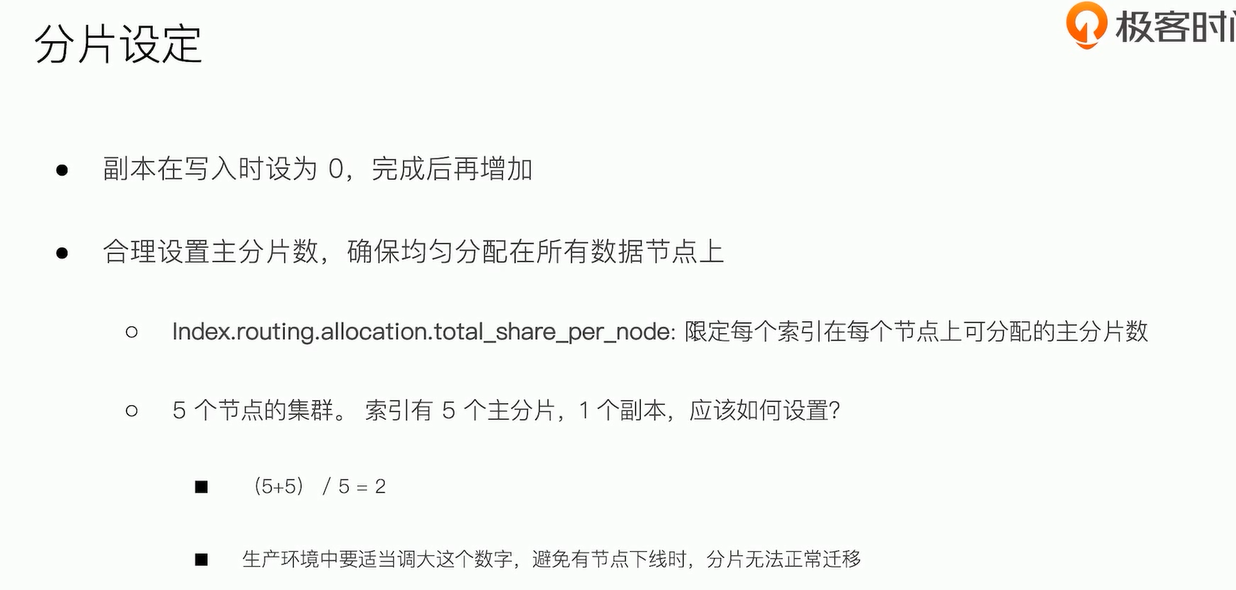 分片设定
极客时
副本在写入时设为 0，完成后再增加
合理设置主分片数，确保均匀分配在所有数据节点上
Index.routing.allocation.total_share_per_node: 限定每个索引在每个节点上可分配的主分片数
5 个节点的集群。 索引有 5 个主分片，1 个副本，应该如何设置？
（5+5） / 5 = 2
生产环境中要适当调大这个数字，避免有节点下线时，分片无法正常迁移